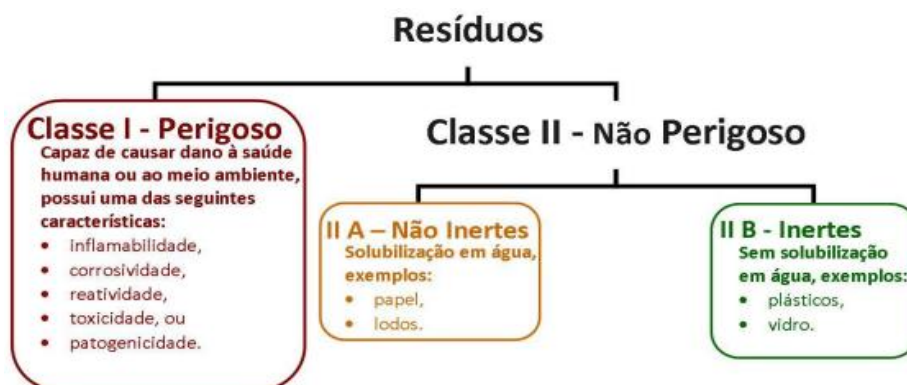 Resíduos
Classe I - Perigoso
Capaz de causar dano à saúde
humana ou ao meio ambiente,
possui uma das seguintes
características:
• inflamabilidade,
• corrosividade,
• reatividade,
• toxicidade, ou
• patogenicidade.
Classe II - Não Perigoso
II A – Não Inertes
Solubilização em água,
exemplos:
• papel,
• lodos.
II B - Inertes
Sem solubilização
em água, exemplos:
• plásticos,
• vidro.